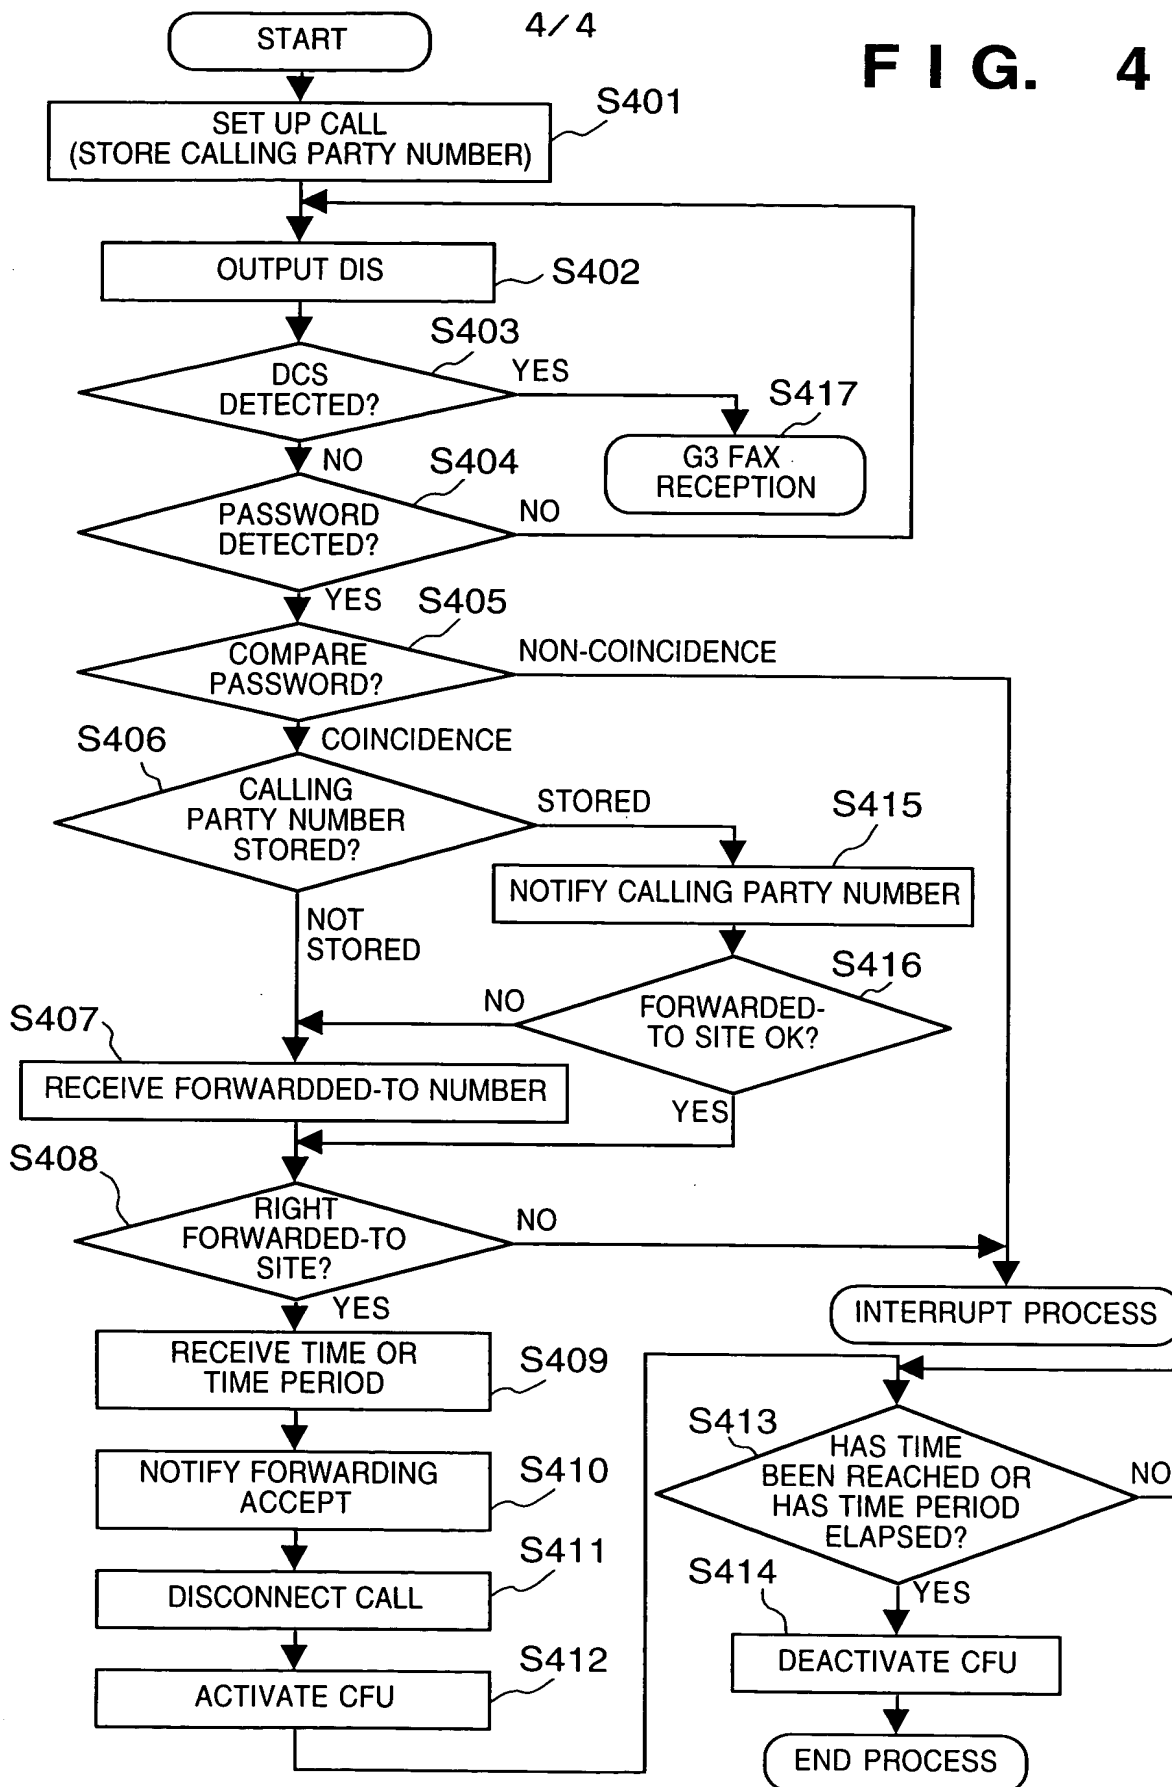 4/4
FIG. 4
START
S401
SET UP CALL
(STORE CALLING PARTY NUMBER)
OUTPUT DIS
S402
S403
DCS
DETECTED?
YES
S417
G3 FAX
RECEPTION
NO
S404
PASSWORD
DETECTED?
NO
YES
S405
COMPARE
PASSWORD?
NON-COINCIDENCE
COINCIDENCE
S406
CALLING
PARTY NUMBER
STORED?
STORED
S415
NOTIFY CALLING PARTY NUMBER
NOT
STORED
S416
FORWARDED-
TO SITE OK?
NO
YES
S407
RECEIVE FORWARDDED-TO NUMBER
S408
RIGHT
FORWARDED-TO
SITE?
NO
YES
INTERRUPT PROCESS
RECEIVE TIME OR
TIME PERIOD
S409
NOTIFY FORWARDING
ACCEPT
S410
DISCONNECT CALL
S411
ACTIVATE CFU
S412
S413
HAS TIME
BEEN REACHED OR
HAS TIME PERIOD
ELAPSED?
NO
YES
S414
DEACTIVATE CFU
END PROCESS